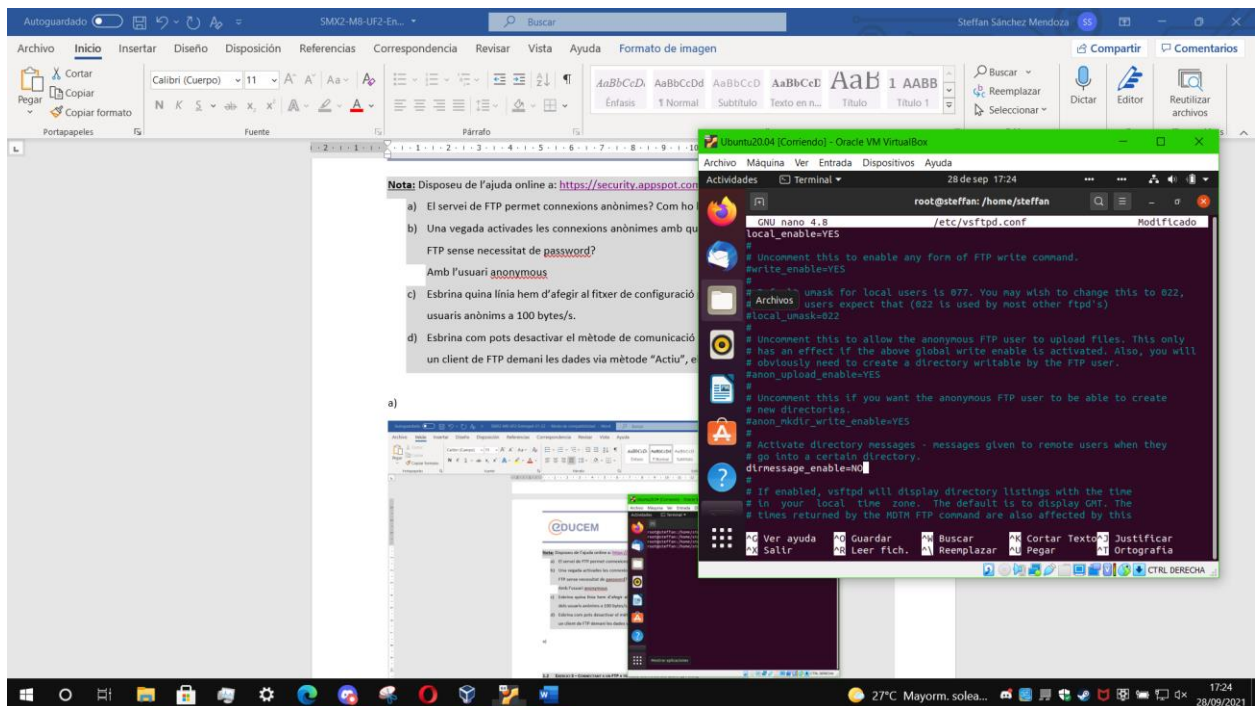 Autoguardado
SMX2-M8-UF2-En...
Buscar
Steffan Sánchez Mendoza
SS
Archivo Inicio Insertar Diseño Disposición Referencias Correspondencia Revisar Vista Ayuda Formato de imagen
Compartir Comentarios
Pegar
Cortar
Copiar
Copiar formato
Portapapeles
Calibri (Cuerpo) 11
N K S
Fuente
Párrafo
AaBbCcD. Énfasis
AaBbCcDd ¶ Normal
AaBbCcD Subtítulo
AaBbCcE Texto en n...
AaB Título
1 AABB Título 1
Buscar
Reemplazar
Seleccionar
Dictar
Editor
Reutilizar archivos
Nota: Disposeu de l'ajuda online a: https://security.appspot.con
a) El servei de FTP permet connexions anònimes? Com ho
b) Una vegada activades les connexions anònimes amb qu
FTP sense necessitat de password?
Amb l'usuari anonymous
c) Esbrina quina línia hem d'afegir al fitxer de configuració
usuaris anònims a 100 bytes/s.
d) Esbrina com pots desactivar el mètode de comunicació
un client de FTP demani les dades via mètode "Actiu", e
a)
EDUCEM
Ubuntu20.04 [Corriendo] - Oracle VM VirtualBox
Archivo Máquina Ver Entrada Dispositivos Ayuda
Actividades Terminal 28 de sep 17:24
root@steffan: /home/steffan
GNU nano 4.8 /etc/vsftpd.conf Modificado
local_enable=YES
#
# Uncomment this to enable any form of FTP write command.
#write_enable=YES
#
umask for local users is 077. You may wish to change this to 022,
users expect that (022 is used by most other ftpd's)
Archivos
#local_umask=022
#
# Uncomment this to allow the anonymous FTP user to upload files. This only
# has an effect if the above global write enable is activated. Also, you will
# obviously need to create a directory writable by the FTP user.
#anon_upload_enable=YES
#
# Uncomment this if you want the anonymous FTP user to be able to create
# new directories.
#anon_mkdir_write_enable=YES
#
# Activate directory messages - messages given to remote users when they
# go into a certain directory.
dirmessage_enable=NO
#
# If enabled, vsftpd will display directory listings with the time
# in your local time zone. The default is to display GMT. The
# times returned by the MDTM FTP command are also affected by this
^G Ver ayuda ^O Guardar ^W Buscar ^K Cortar Texto ^J Justificar
^X Salir ^R Leer fich. ^\ Reemplazar ^U Pegar ^T Ortografía
CTRL DERECHA
27°C Mayorm. solea...
17:24
28/09/2021